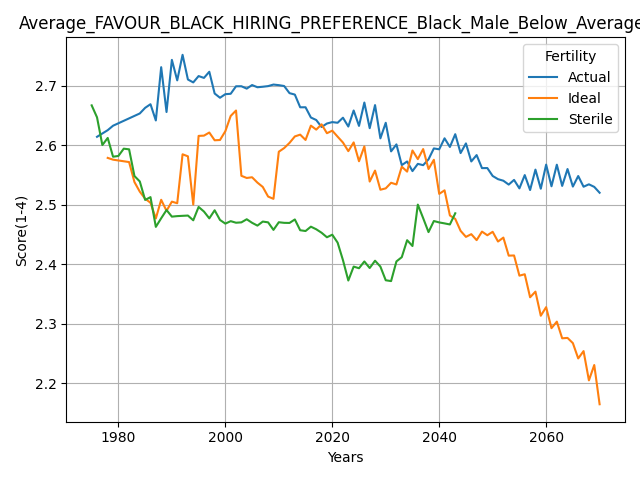 Average_FAVOUR_BLACK_HIRING_PREFERENCE_Black_Male_Below_Average
Fertility
Actual
Ideal
Sterile
Score(1-4)
2.7
2.6
2.5
2.4
2.3
2.2
1980 2000 2020 2040 2060
Years